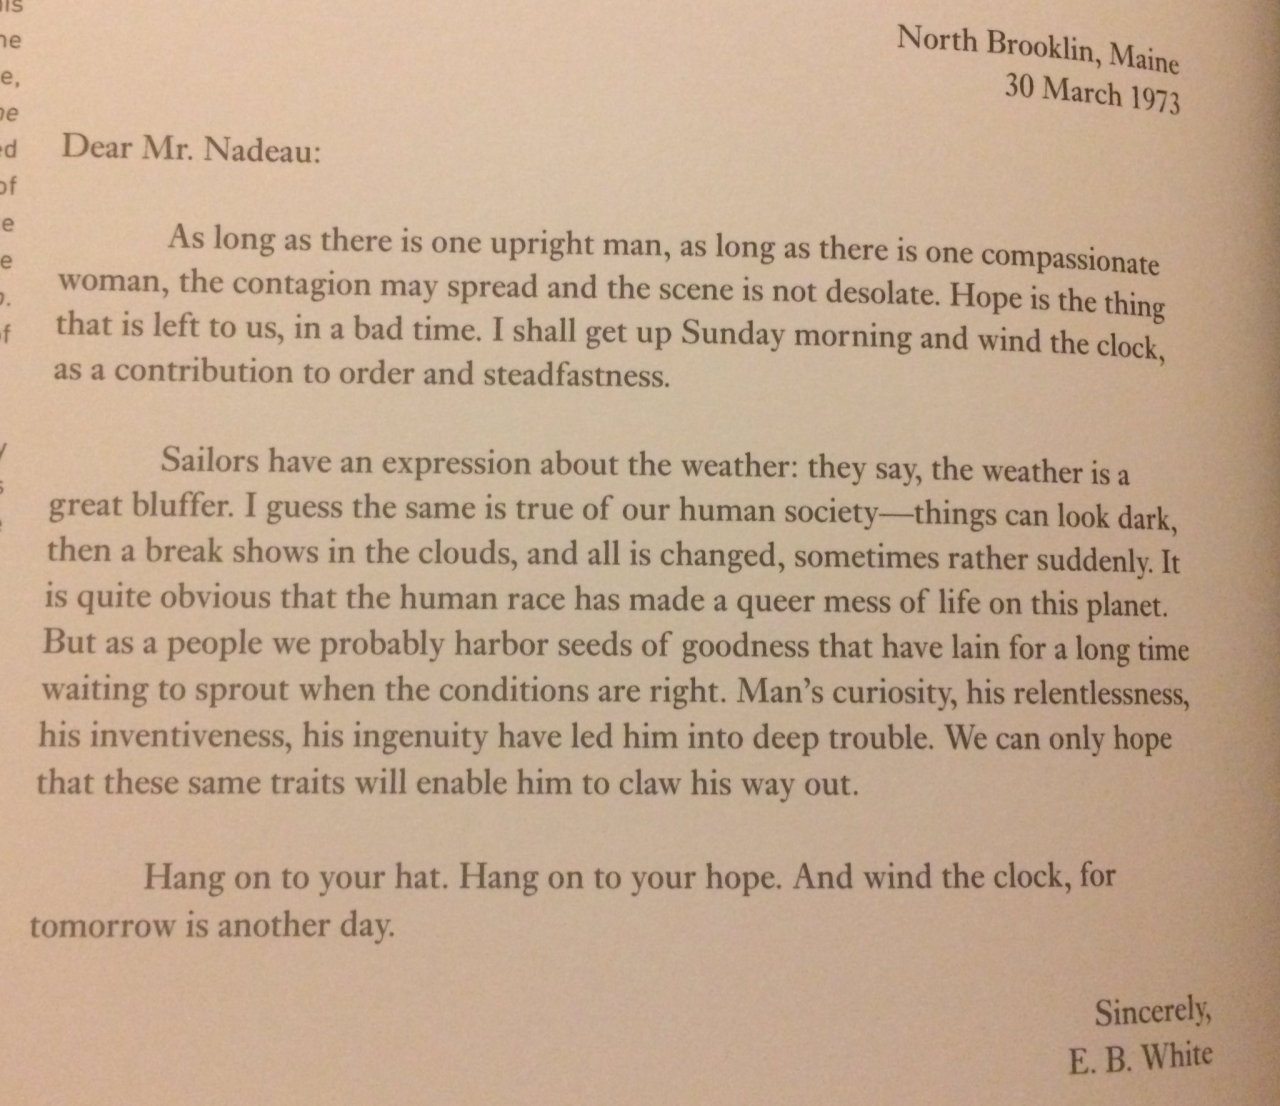 North Brooklin, Maine
30 March 1973
Dear Mr. Nadeau:
As long as there is one upright man, as long as there is one compassionate
woman, the contagion may spread and the scene is not desolate. Hope is the thing
that is left to us, in a bad time. I shall get up Sunday morning and wind the clock,
as a contribution to order and steadfastness.
Sailors have an expression about the weather: they say, the weather is a
great bluffer. I guess the same is true of our human society—things can look dark,
then a break shows in the clouds, and all is changed, sometimes rather suddenly. It
is quite obvious that the human race has made a queer mess of life on this planet.
But as a people we probably harbor seeds of goodness that have lain for a long time
waiting to sprout when the conditions are right. Man's curiosity, his relentlessness,
his inventiveness, his ingenuity have led him into deep trouble. We can only hope
that these same traits will enable him to claw his way out.
Hang on to your hat. Hang on to your hope. And wind the clock, for
tomorrow is another day.
Sincerely,
E. B. White